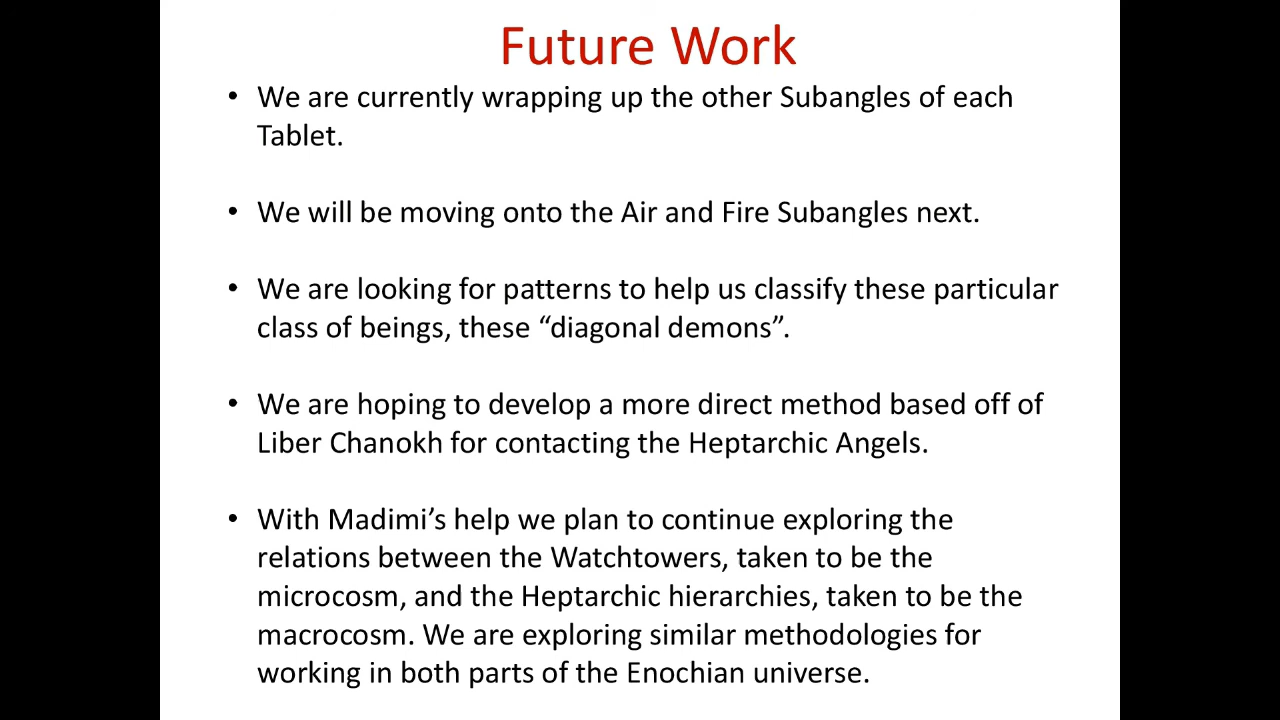 Future Work
• We are currently wrapping up the other Subangles of each
Tablet.
• We will be moving onto the Air and Fire Subangles next.
• We are looking for patterns to help us classify these particular
class of beings, these “diagonal demons”.
• We are hoping to develop a more direct method based off of
Liber Chanokh for contacting the Heptarchic Angels.
• With Madimi’s help we plan to continue exploring the
relations between the Watchtowers, taken to be the
microcosm, and the Heptarchic hierarchies, taken to be the
macrocosm. We are exploring similar methodologies for
working in both parts of the Enochian universe.